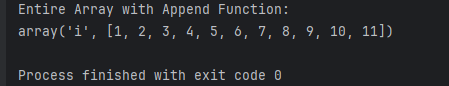 Entire Array with Append Function:
array('i', [1, 2, 3, 4, 5, 6, 7, 8, 9, 10, 11])
Process finished with exit code 0